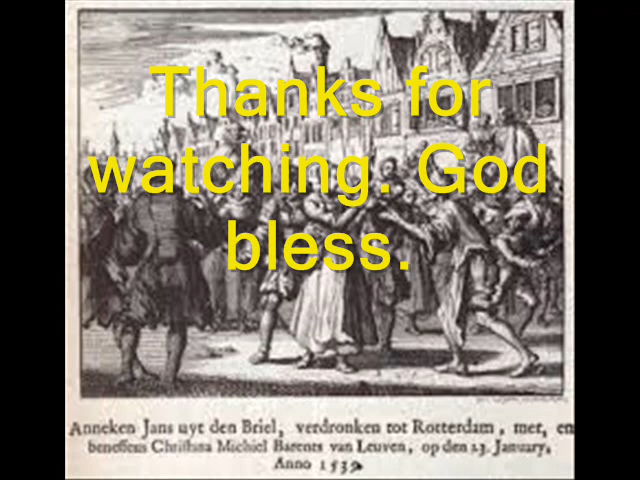 Thanks for
watching. God
bless.
Anneken Jans uyt den Briel, verdronken tot Rotterdam, met, en
beneffens Christina Michiel Barents van Leuven, op den 23. January,
Anno 1539